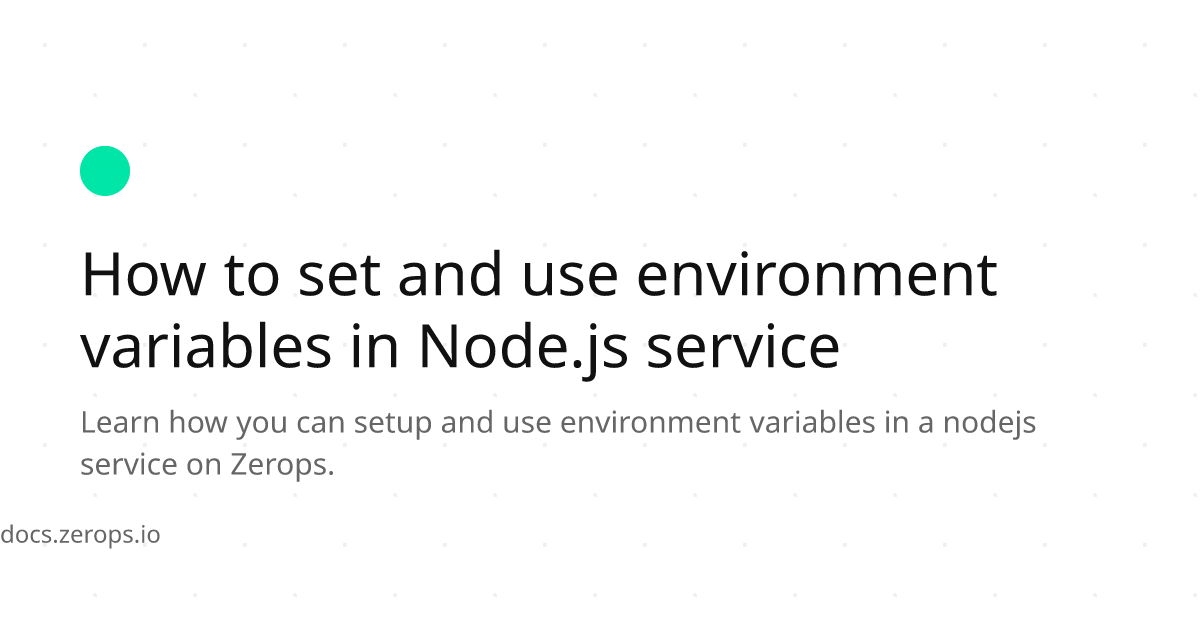 How to set and use environment
variables in Node.js service
Learn how you can setup and use environment variables in a nodejs
service on Zerops.
docs.zerops.io